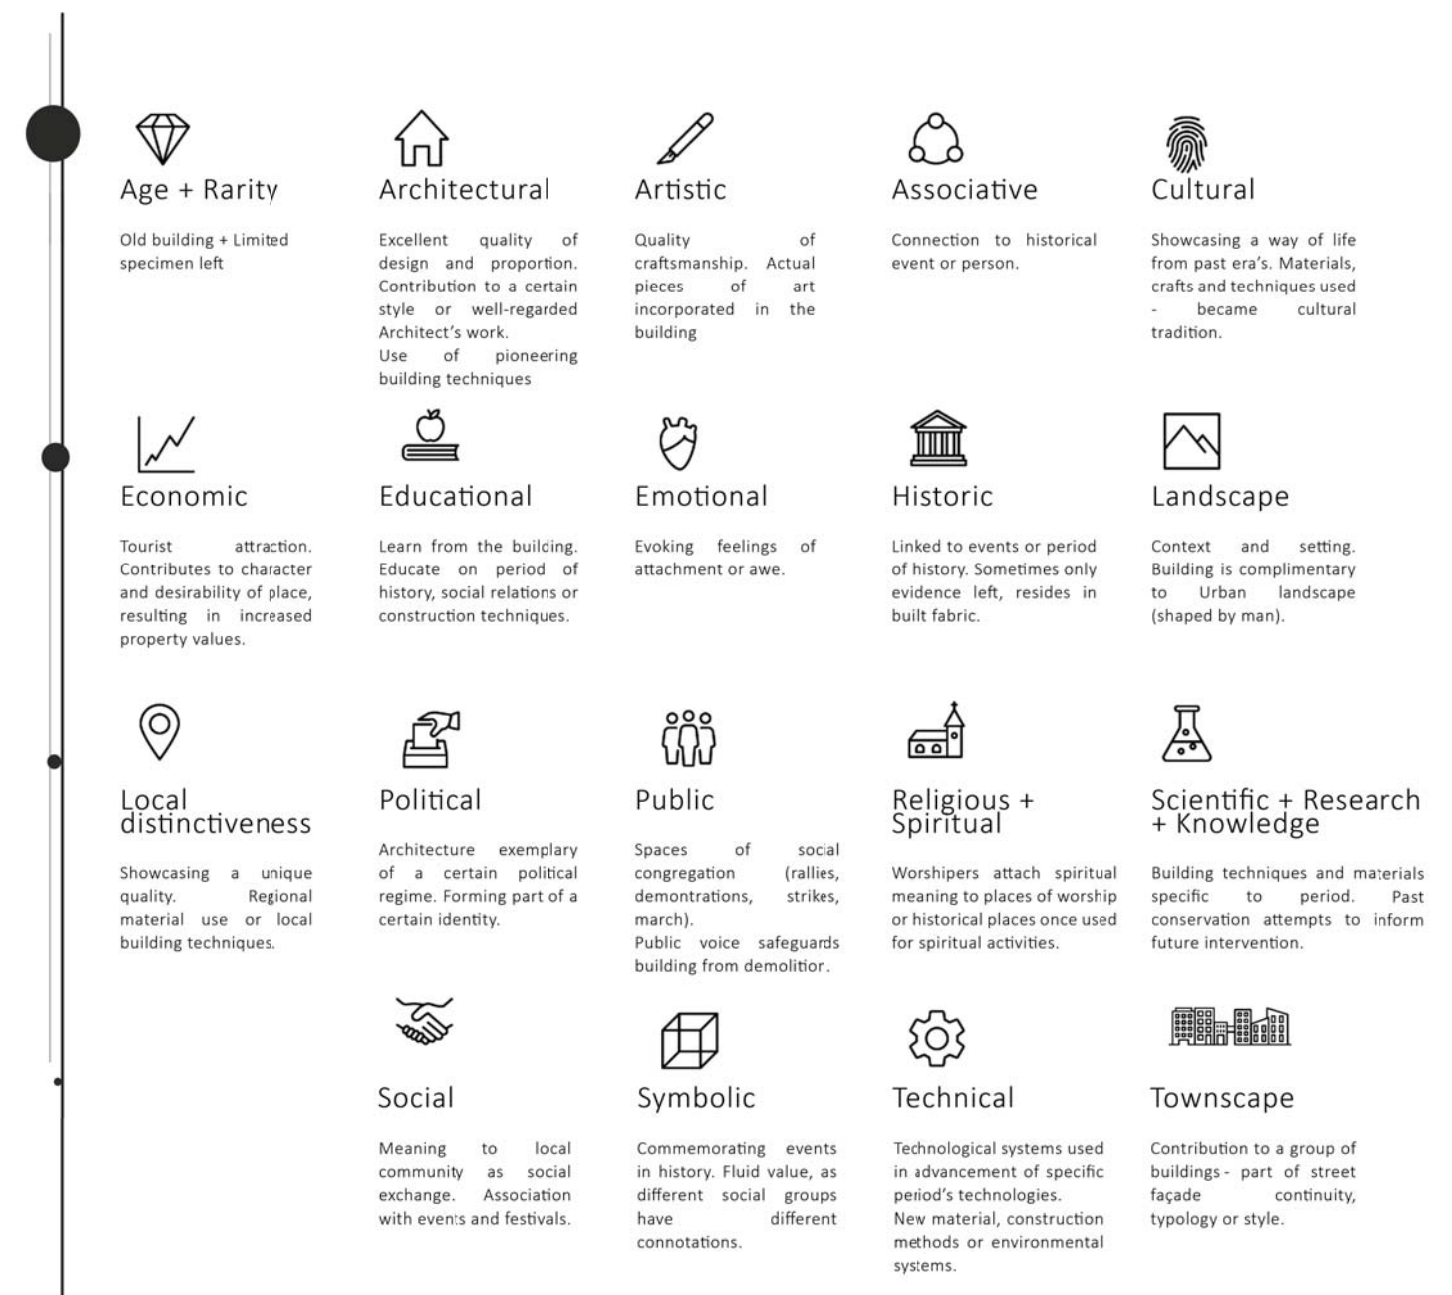 Age + Rarity
Old building + Limited
specimen left
Architectural
Excellent quality of
design and proportion.
Contribution to a certain
style or well-regarded
Architect's work.
Use of pioneering
building techniques
Artistic
Quality of
craftsmanship. Actual
pieces of art
incorporated in the
building
Associative
Connection to historical
event or person.
Cultural
Showcasing a way of life
from past era's. Materials,
crafts and techniques used
- became cultural
tradition.
Economic
Tourist attraction.
Contributes to character
and desirability of place,
resulting in increased
property values.
Educational
Learn from the building.
Educate on period of
history, social relations or
construction techniques.
Emotional
Evoking feelings of
attachment or awe.
Historic
Linked to events or period
of history. Sometimes only
evidence left, resides in
built fabric.
Landscape
Context and setting.
Building is complimentary
to Urban landscape
(shaped by man).
Local
distinctiveness
Showcasing a unique
quality. Regional
material use or local
building techniques.
Political
Architecture exemplary
of a certain political
regime. Forming part of a
certain identity.
Public
Spaces of social
congregation (rallies,
demontrations, strikes,
march).
Public voice safeguards
building from demolition.
Religious +
Spiritual
Worshipers attach spiritual
meaning to places of worship
or historical places once used
for spiritual activities.
Scientific + Research
+ Knowledge
Building techniques and materials
specific to period. Past
conservation attempts to inform
future intervention.
Social
Meaning to local
community as social
exchange. Association
with events and festivals.
Symbolic
Commemorating events
in history. Fluid value, as
different social groups
have different
connotations.
Technical
Technological systems used
in advancement of specific
period's technologies.
New material, construction
methods or environmental
systems.
Townscape
Contribution to a group of
buildings - part of street
façade continuity,
typology or style.